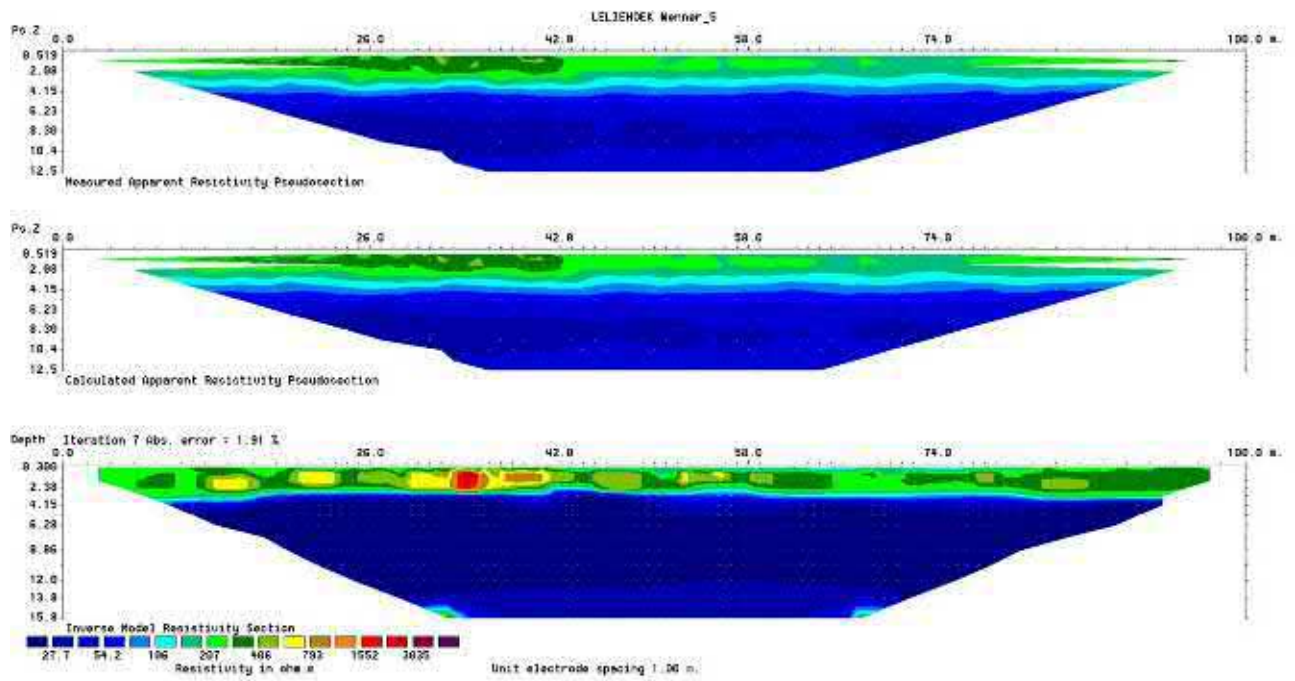 LELIEHOEK Wenner_5
Ps.Z 0.0 26.0 42.0 58.0 74.0 100.0 m.
0.519
2.08
4.15
6.23
8.30
10.4
12.5
Measured Apparent Resistivity Pseudosection
Ps.Z 0.0 26.0 42.0 58.0 74.0 100.0 m.
0.519
2.08
4.15
6.23
8.30
10.4
12.5
Calculated Apparent Resistivity Pseudosection
Depth Iteration 7 Abs. error = 1.91 %
0.0 26.0 42.0 58.0 74.0 100.0 m.
2.30
4.15
6.28
12.0
13.8
Inverse Model Resistivity Section
27.7 54.2 106 207 406 793 1552 3035
Resistivity in ohm.m
Unit electrode spacing 1.00 m.